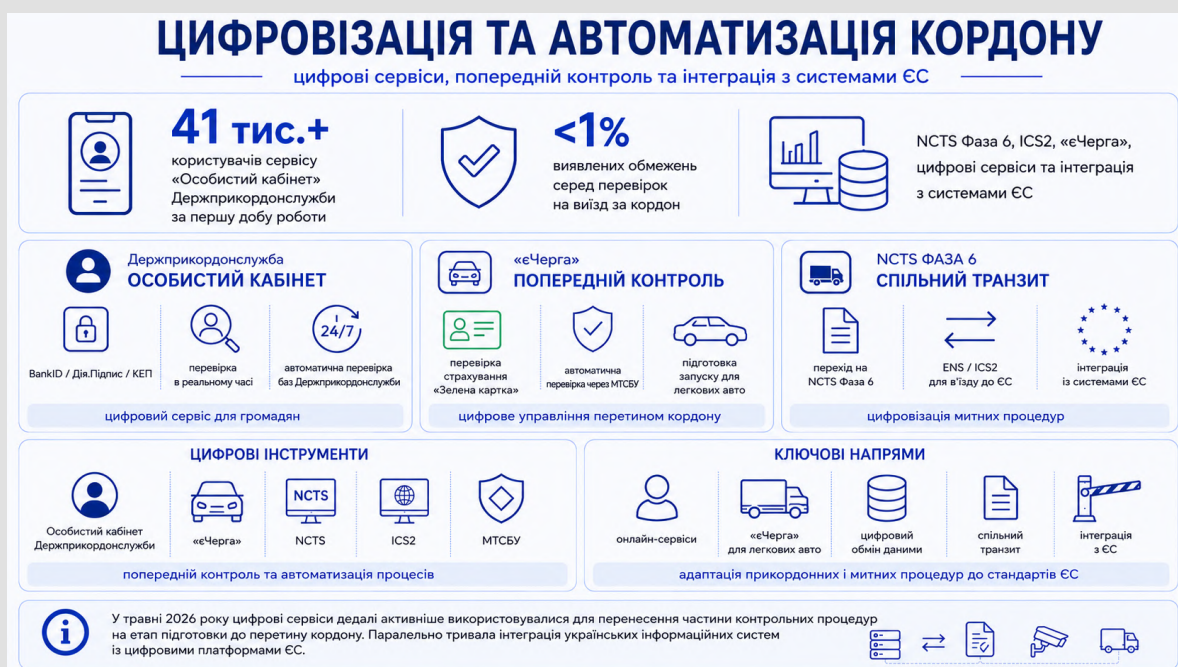 ЦИФРОВІЗАЦІЯ ТА АВТОМАТИЗАЦІЯ КОРДОНУ
цифрові сервіси, попередній контроль та інтеграція з системами ЄС
41 тис.+
користувачів сервісу
«Особистий кабінет»
Держприкордонслужби
за першу добу роботи
<1%
виявлених обмежень
серед перевірок
на виїзд за кордон
NCTS Фаза 6, ICS2, «єЧерга»,
цифрові сервіси та інтеграція
з системами ЄС
Держприкордонслужба
ОСОБИСТИЙ КАБІНЕТ
BankID / Дія.Підпис / КЕП
перевірка
в реальному часі
24/7
автоматична перевірка
баз Держприкордонслужби
цифровий сервіс для громадян
«єЧерга»
ПОПЕРЕДНІЙ КОНТРОЛЬ
перевірка
страхування
«Зелена картка»
автоматична
перевірка через МТСБУ
підготовка
запуску для
легкових авто
цифрове управління перетином кордону
NCTS ФАЗА 6
СПІЛЬНИЙ ТРАНЗИТ
перехід на
NCTS Фаза 6
ENS / ICS2
для в'їзду до ЄС
інтеграція
із системами ЄС
цифровізація митних процедур
ЦИФРОВІ ІНСТРУМЕНТИ
Особистий кабінет
Держприкордонслужби
«єЧерга»
NCTS
NCTS
ICS2
МТСБУ
попередній контроль та автоматизація процесів
КЛЮЧОВІ НАПРЯМИ
онлайн-сервіси
«єЧерга»
для легкових авто
цифровий
обмін даними
спільний
транзит
інтеграція
з ЄС
адаптація прикордонних і митних процедур до стандартів ЄС
У травні 2026 року цифрові сервіси дедалі активніше використовувалися для перенесення частини контрольних процедур
на етап підготовки до перетину кордону. Паралельно тривала інтеграція українських інформаційних систем
із цифровими платформами ЄС.